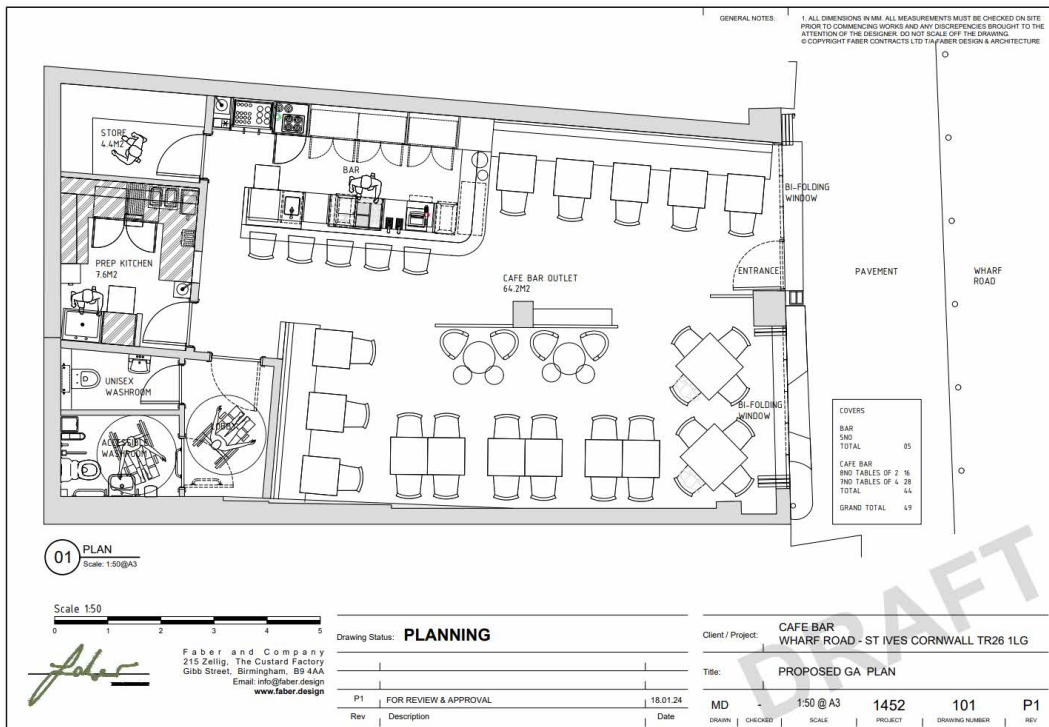 GENERAL NOTES:
1. ALL DIMENSIONS IN MM. ALL MEASUREMENTS MUST BE CHECKED ON SITE
PRIOR TO COMMENCING WORKS AND ANY DISCREPENCIES BROUGHT TO THE
ATTENTION OF THE DESIGNER. DO NOT SCALE OFF THE DRAWING.
© COPYRIGHT FABER CONTRACTS LTD T/A FABER DESIGN & ARCHITECTURE
STORE
4.4M2
BAR
BI-FOLDING
WINDOW
PREP KITCHEN
7.6M2
CAFE BAR OUTLET
64.2M2
ENTRANCE
PAVEMENT
WHARF
ROAD
UNISEX
WASHROOM
LOBBY
ACCESSIBLE
WASHROOM
BI-FOLDING
WINDOW
COVERS
BAR
5NO
TOTAL 05
CAFE BAR
8NO TABLES OF 2 16
7NO TABLES OF 4 28
TOTAL 44
GRAND TOTAL 49
01 PLAN
Scale: 1:50@A3
DRAFT
Scale 1:50
0 1 2 3 4 5
faber
Faber and Company
215 Zellig, The Custard Factory
Gibb Street, Birmingham, B9 4AA
Email: info@faber.design
www.faber.design
Drawing Status: PLANNING
P1 FOR REVIEW & APPROVAL 18.01.24
Rev Description Date
Client / Project: CAFE BAR
WHARF ROAD - ST IVES CORNWALL TR26 1LG
Title: PROPOSED GA PLAN
MD - 1:50 @ A3 1452 101 P1
DRAWN CHECKED SCALE PROJECT DRAWING NUMBER REV